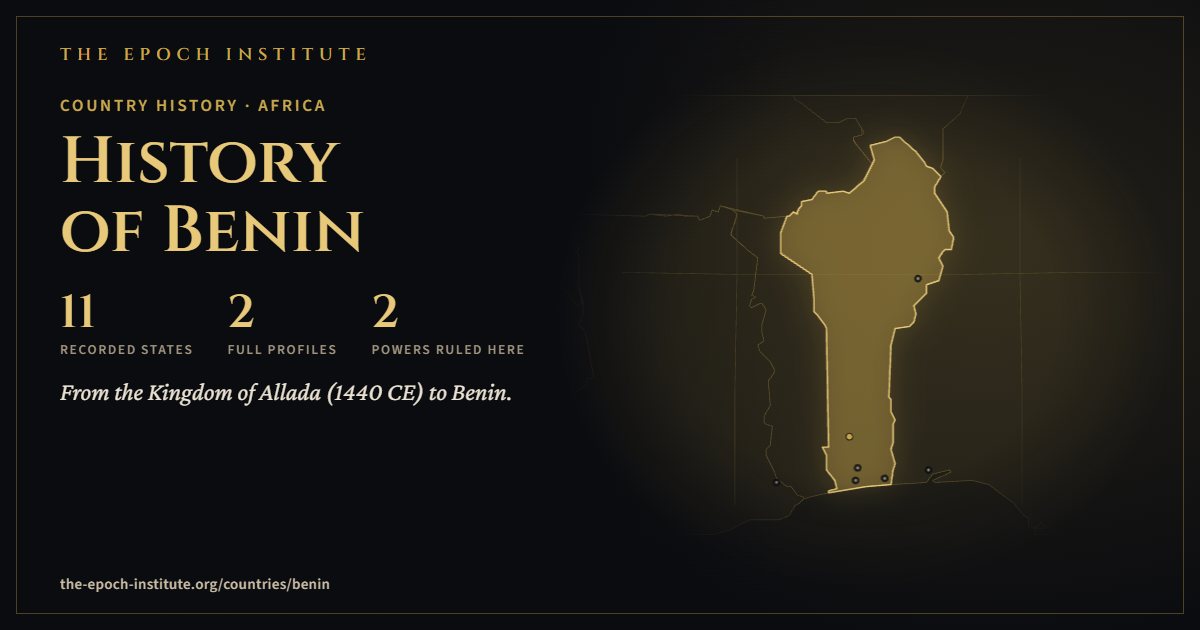 THE EPOCH INSTITUTE
COUNTRY HISTORY · AFRICA
History
of Benin
11 2 2
RECORDED STATES FULL PROFILES POWERS RULED HERE
From the Kingdom of Allada (1440 CE) to Benin.
the-epoch-institute.org/countries/benin